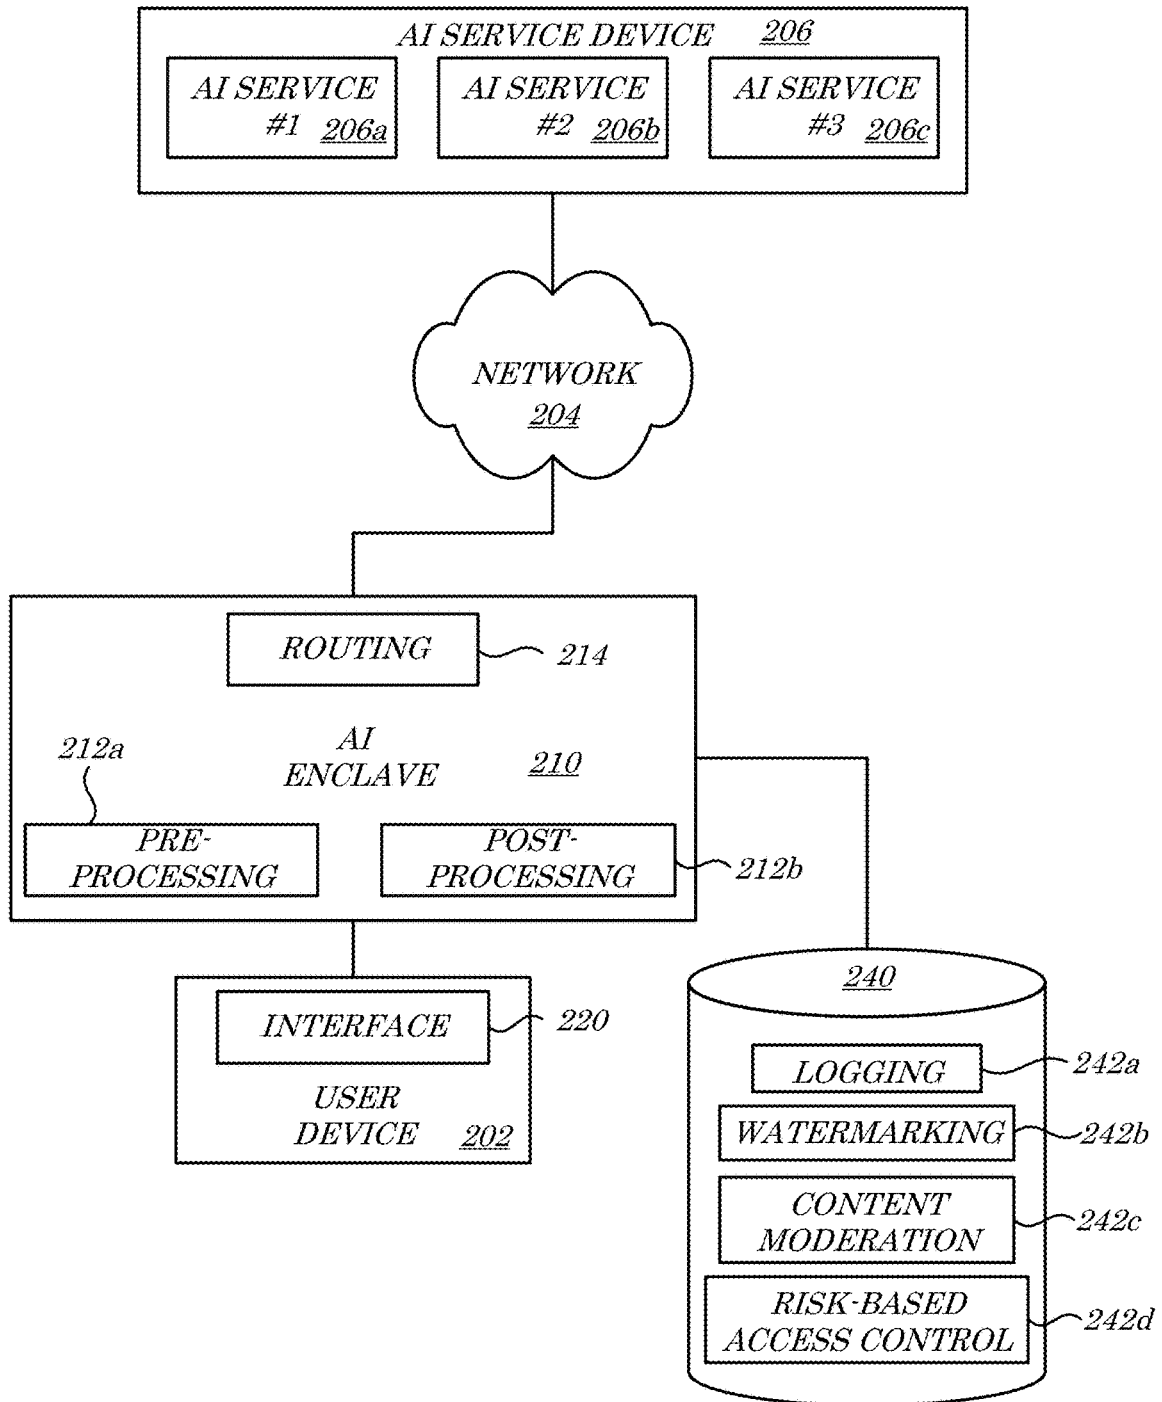 AI SERVICE DEVICE 206
AI SERVICE
#1 206a
AI SERVICE
#2 206b
AI SERVICE
#3 206c
NETWORK
204
ROUTING
214
AI
ENCLAVE
210
212a
PRE-
PROCESSING
POST-
PROCESSING
212b
INTERFACE
220
USER
DEVICE
202
240
LOGGING
242a
WATERMARKING
242b
CONTENT
MODERATION
242c
RISK-BASED
ACCESS CONTROL
242d